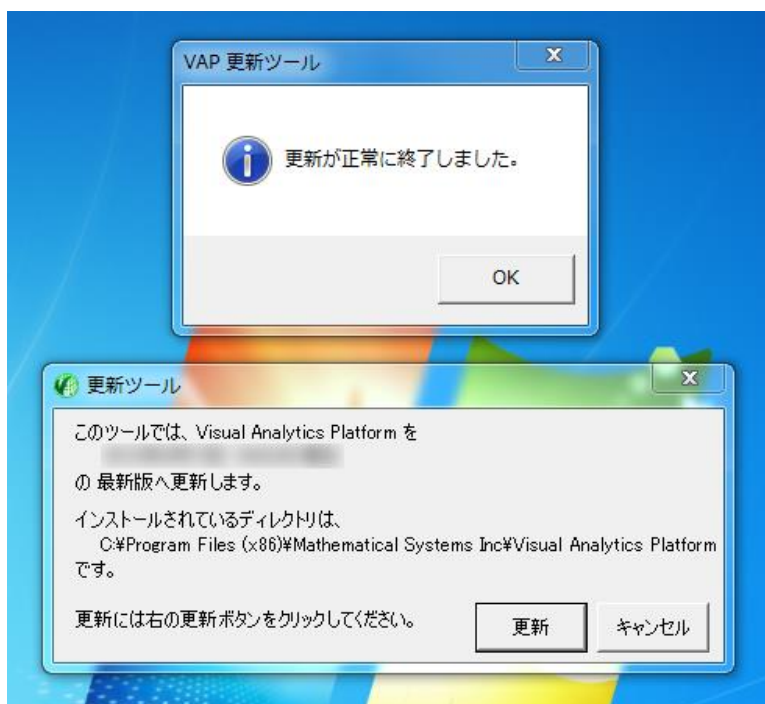 VAP 更新ツール
更新が正常に終了しました。
OK
更新ツール
このツールでは、Visual Analytics Platform を
の 最新版へ更新します。
インストールされているディレクトリは、
C:¥Program Files (x86)¥Mathematical Systems Inc¥Visual Analytics Platform
です。
更新には右の更新ボタンをクリックしてください。
更新
キャンセル